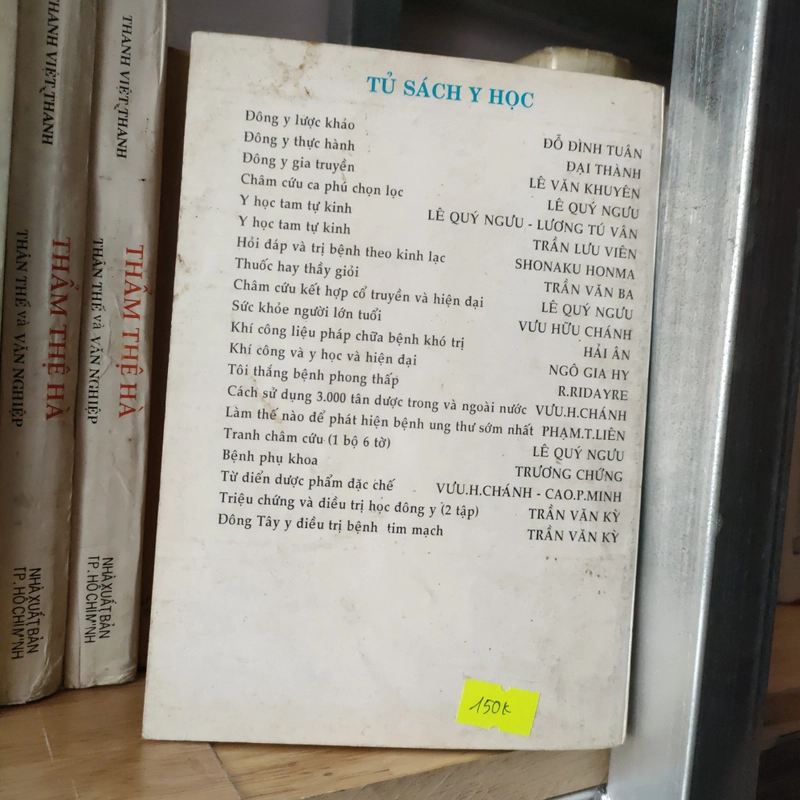 THANH VIỆT THANH
THẨM THỆ HÀ
THÂN THẾ và VĂN NGHIỆP
NHÀ XUẤT BẢN
TP. HỒ CHÍ MINH
THANH VIỆT THANH
THẨM THỆ HÀ
THÂN THẾ và VĂN NGHIỆP
NHÀ XUẤT BẢN
TP. HỒ CHÍ MINH
TỦ SÁCH Y HỌC
Đông y lược khảo ĐỖ ĐÌNH TUÂN
Đông y thực hành ĐẠI THÀNH
Đông y gia truyền LÊ VĂN KHUYÊN
Châm cứu ca phú chọn lọc LÊ QUÝ NGƯU
Y học tam tự kinh LÊ QUÝ NGƯU - LƯƠNG TÚ VÂN
Y học tam tự kinh TRẦN LƯU VIÊN
Hỏi đáp và trị bệnh theo kinh lạc SHONAKU HONMA
Thuốc hay thầy giỏi TRẦN VĂN BA
Châm cứu kết hợp cổ truyền và hiện đại LÊ QUÝ NGƯU
Sức khỏe người lớn tuổi VƯU HỮU CHÁNH
Khí công liệu pháp chữa bệnh khó trị HẢI ÂN
Khí công và y học và hiện đại NGÔ GIA HY
Tôi thắng bệnh phong thấp R.RIDAYRE
Cách sử dụng 3.000 tân dược trong và ngoài nước VƯU.H.CHÁNH
Làm thế nào để phát hiện bệnh ung thư sớm nhất PHẠM.T.LIÊN
Tranh châm cứu (1 bộ 6 tờ) LÊ QUÝ NGƯU
Bệnh phụ khoa TRƯƠNG CHỨNG
Từ điển dược phẩm đặc chế VƯU.H.CHÁNH - CAO.P.MINH
Triệu chứng và điều trị học đông y (2 tập) TRẦN VĂN KỲ
Đông Tây y điều trị bệnh tim mạch TRẦN VĂN KỲ
150k